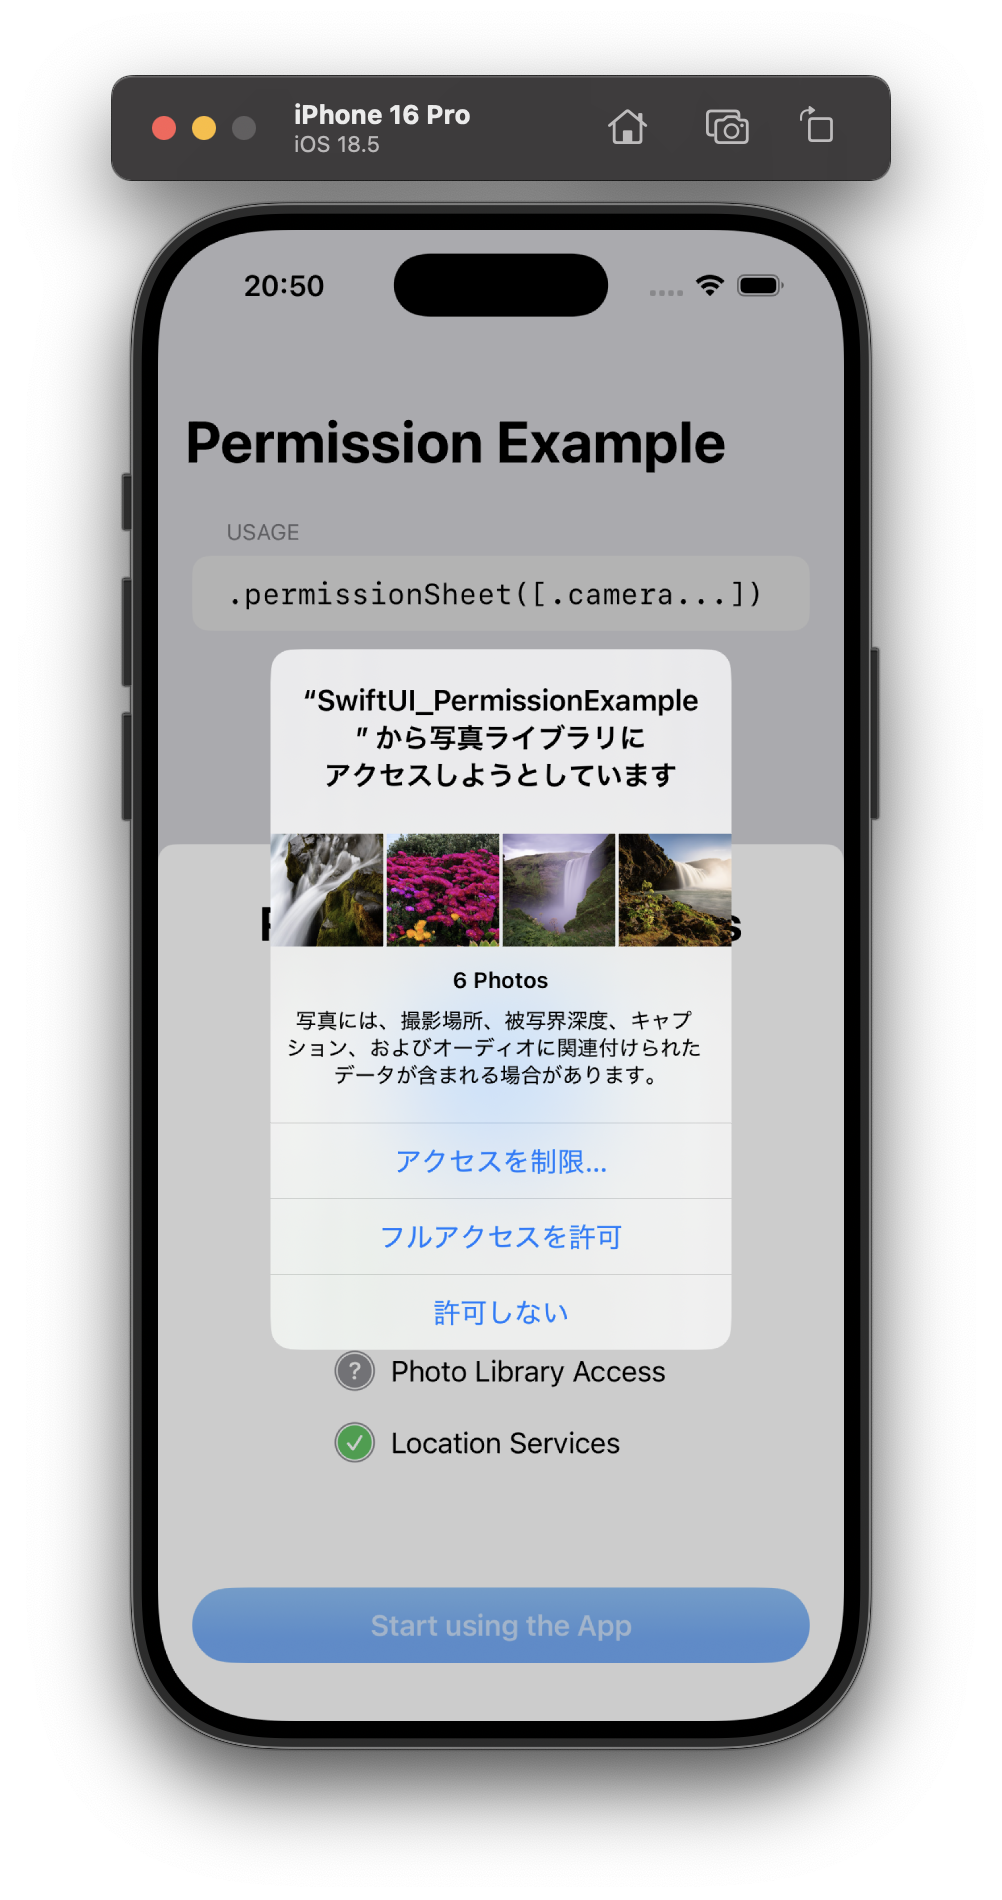 iPhone 16 Pro
iOS 18.5
20:50
Permission Example
USAGE
.permissionSheet([.camera...])
“SwiftUI_PermissionExample
” から写真ライブラリに
アクセスしようとしています
6 Photos
写真には、撮影場所、被写界深度、キャプ
ション、およびオーディオに関連付けられた
データが含まれる場合があります。
アクセスを制限...
フルアクセスを許可
許可しない
Photo Library Access
Location Services
Start using the App